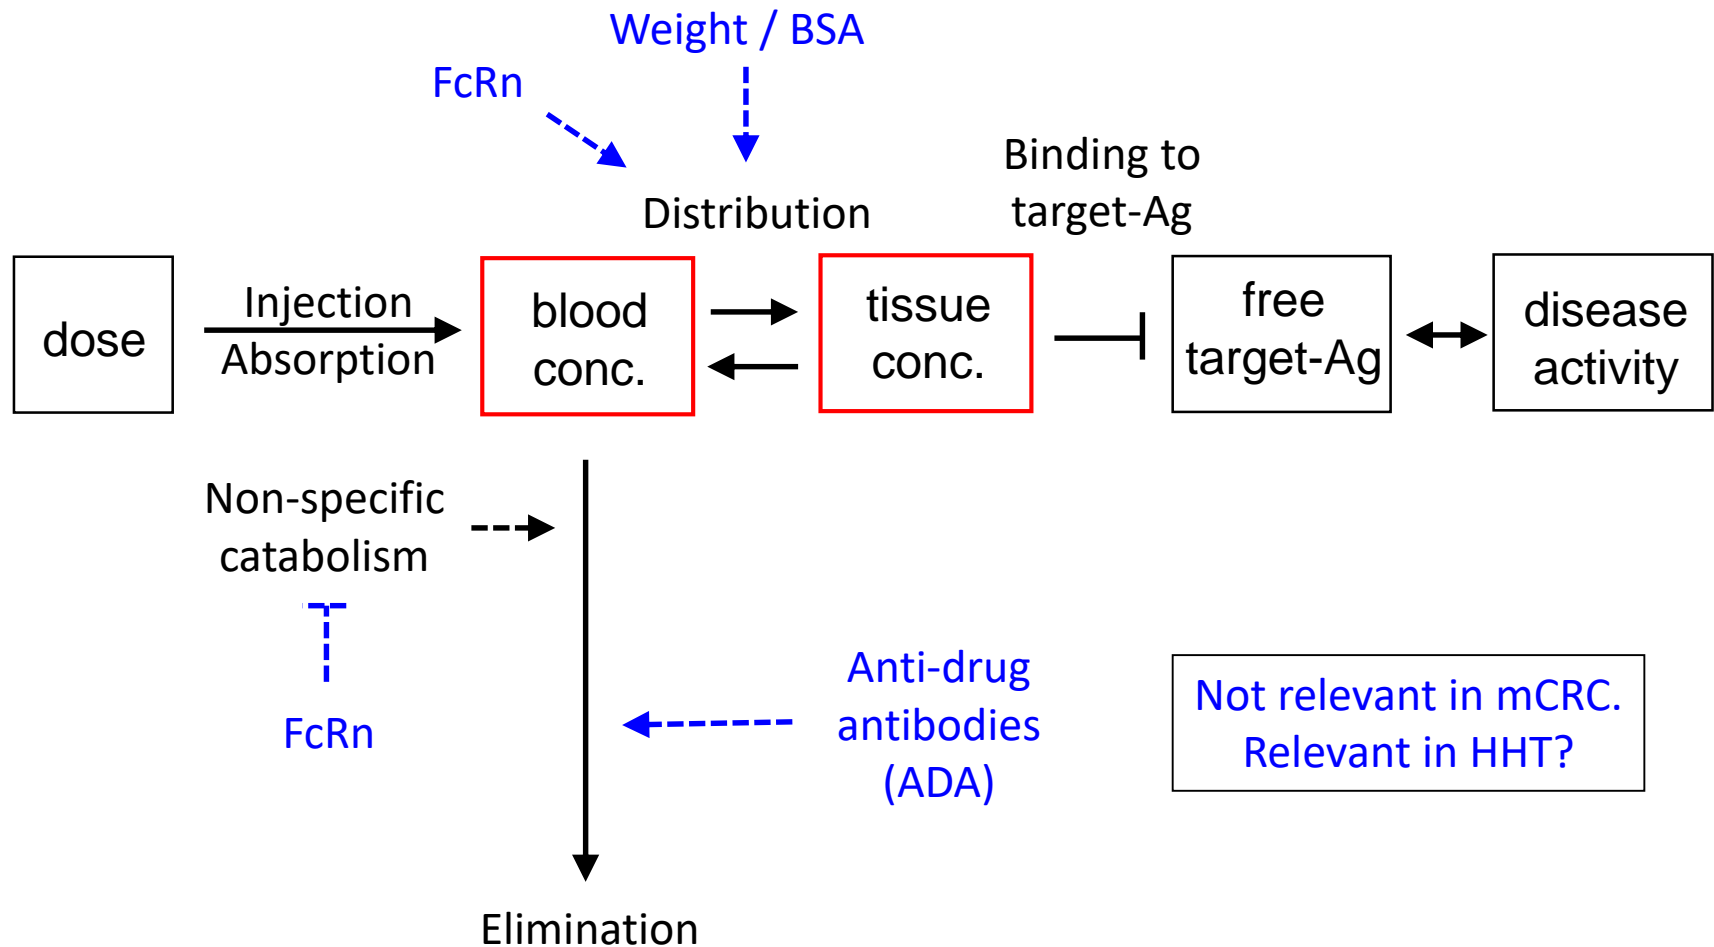 Weight / BSA
FcRn
Binding to
target-Ag
Distribution
dose
Injection
Absorption
blood
conc.
tissue
conc.
free
target-Ag
disease
activity
Non-specific
catabolism
FcRn
Anti-drug
antibodies
(ADA)
Not relevant in mCRC.
Relevant in HHT?
Elimination